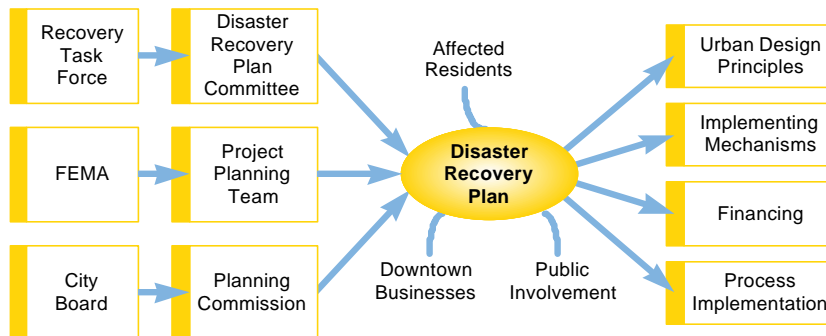 Recovery
Task
Force
Disaster
Recovery
Plan
Committee
Affected
Residents
Urban Design
Principles
FEMA
Project
Planning
Team
Disaster
Recovery
Plan
Implementing
Mechanisms
Financing
City
Board
Planning
Commission
Downtown
Businesses
Public
Involvement
Process
Implementation